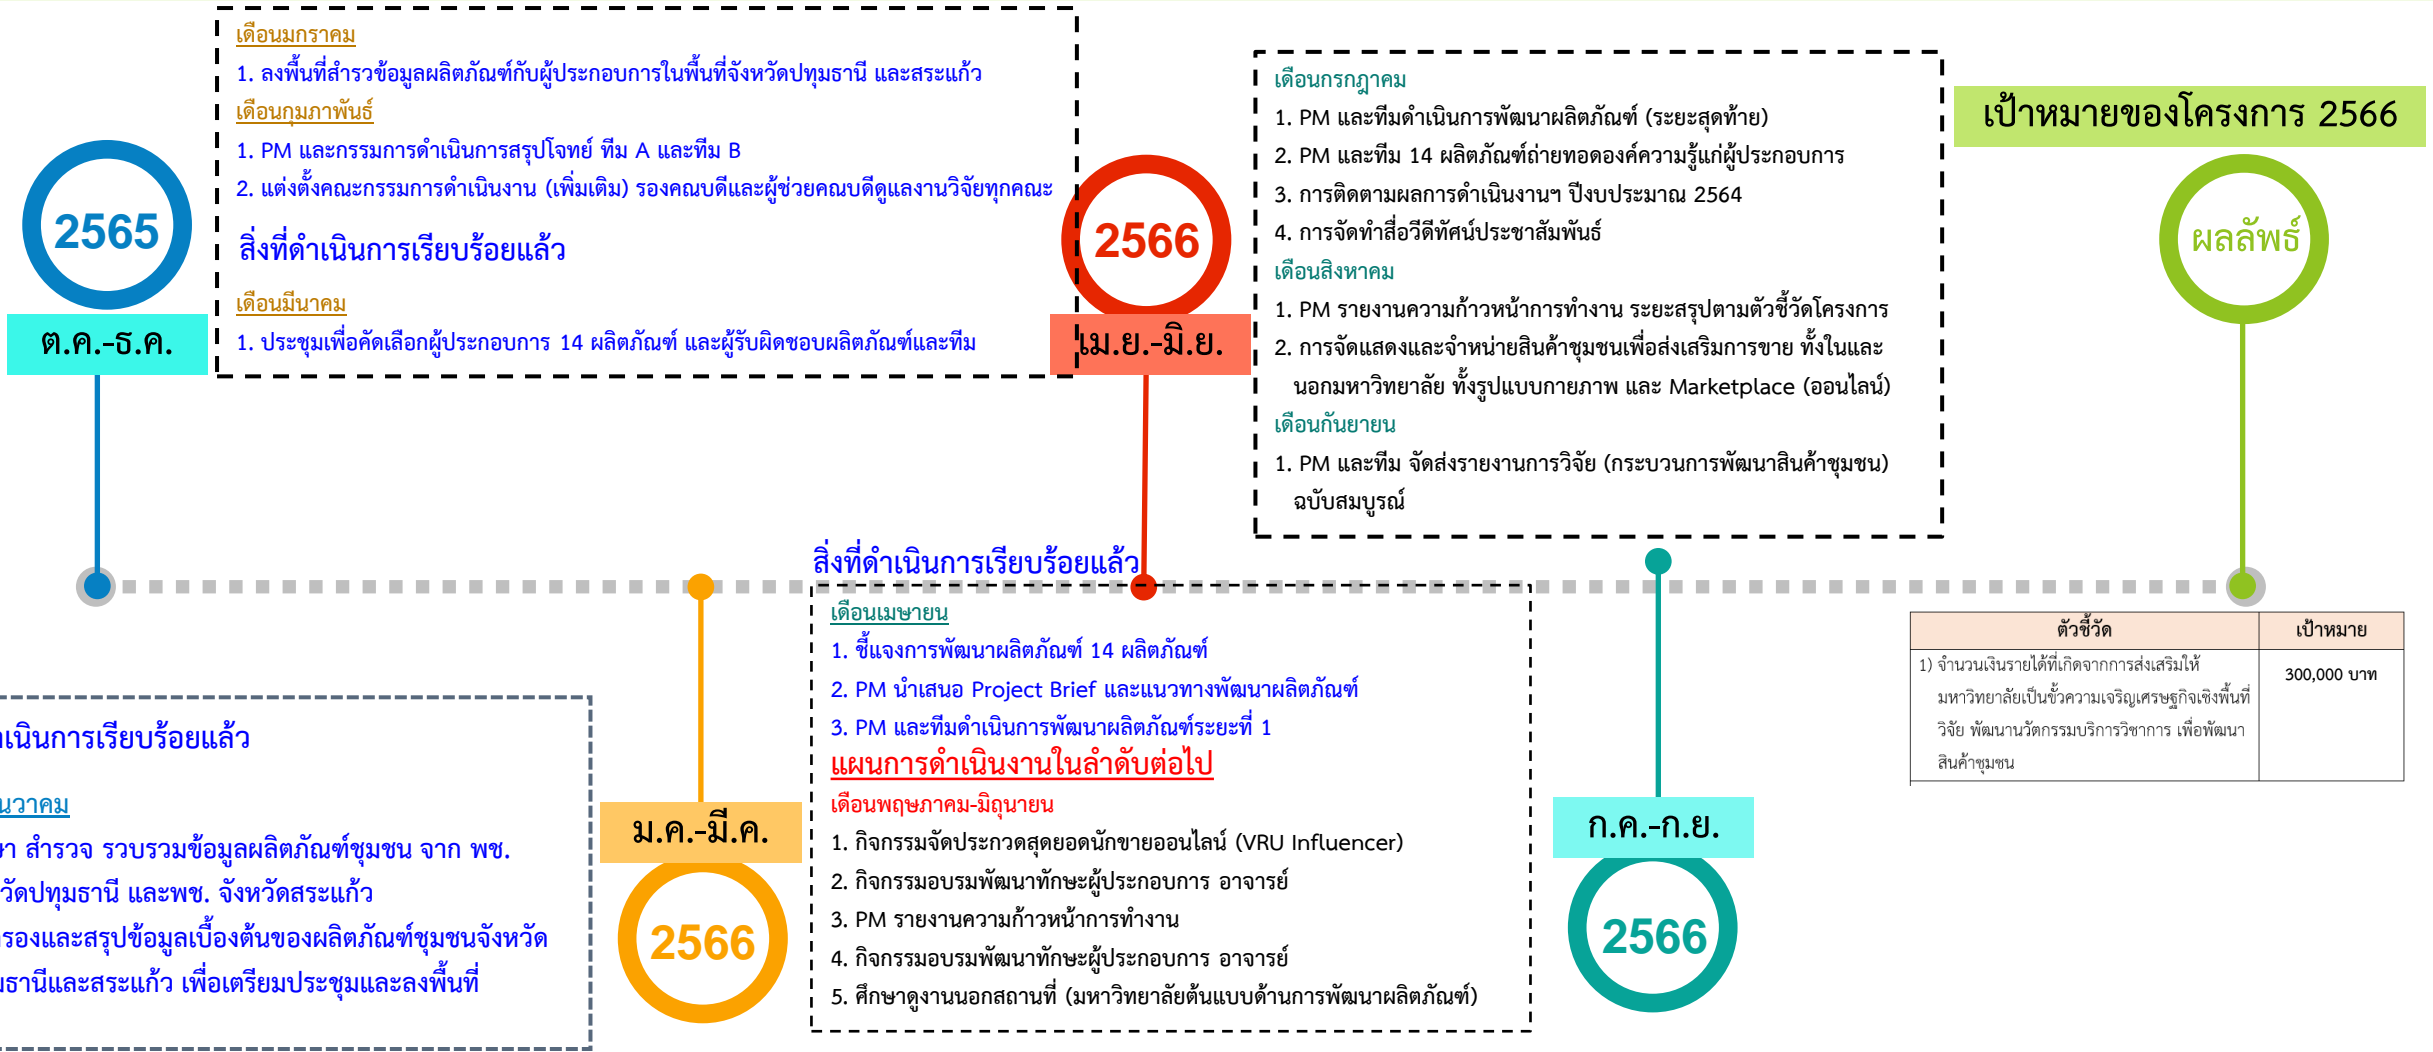 2565
ต.ค.-ธ.ค.
เดือนมกราคม
1. ลงพื้นที่สำรวข้อมูลผลิตภัณฑ์กับผู้ประกอบการในพื้นที่จังหวัดปทุมธานี และสระแก้ว
เดือนกุมภาพันธ์
1. PM และกรรมการดำเนินการสรุปโจทย์ ทีม A และทีม B
2. แต่งตั้งคณะกรรมการดำเนินงาน (เพิ่มเติม) รองคณบดีและผู้ช่วยคณบดีดูแลงานวิจัยทุกคณะ
สิ่งที่ดำเนินการเรียบร้อยแล้ว
เดือนมีนาคม
1. ประชุมเพื่อคัดเลือกผู้ประกอบการ 14 ผลิตภัณฑ์ และผู้รับผิดชอบผลิตภัณฑ์และทีม
2566
เม.ย.-มิ.ย.
เดือนกรกฎาคม
1. PM และทีมดำเนินการพัฒนาผลิตภัณฑ์ (ระยะสุดท้าย)
2. PM และทีม 14 ผลิตภัณฑ์ถ่ายทอดองค์ความรู้แก่ผู้ประกอบการ
3. การติดตามผลการดำเนินงานฯ ปีงบประมาณ 2564
4. การจัดทำสื่อวีดีทัศน์ประชาสัมพันธ์
เดือนสิงหาคม
1. PM รายงานความก้าวหน้าการทำงาน ระยะสรุปตามตัวชี้วัดโครงการ
2. การจัดแสดงและจำหน่ายสินค้าชุมชนเพื่อส่งเสริมการขาย ทั้งในและ
นอกมหาวิทยาลัย ทั้งรูปแบบกายภาพ และ Marketplace (ออนไลน์)
เดือนกันยายน
1. PM และทีม จัดส่งรายงานการวิจัย (กระบวนการพัฒนาสินค้าชุมชน)
ฉบับสมบูรณ์
เป้าหมายของโครงการ 2566
ผลลัพธ์
ำเนินการเรียบร้อยแล้ว
นวาคม
ษา สำรวจ รวบรวมข้อมูลผลิตภัณฑ์ชุมชน จาก พช.
วัดปทุมธานี และพช. จังหวัดสระแก้ว
รองและสรุปข้อมูลเบื้องต้นของผลิตภัณฑ์ชุมชนจังหวัด
มธานีและสระแก้ว เพื่อเตรียมประชุมและลงพื้นที่
ม.ค.-มี.ค.
2566
สิ่งที่ดำเนินการเรียบร้อยแล้ว
เดือนเมษายน
1. ชี้แจงการพัฒนาผลิตภัณฑ์ 14 ผลิตภัณฑ์
2. PM นำเสนอ Project Brief และแนวทางพัฒนาผลิตภัณฑ์
3. PM และทีมดำเนินการพัฒนาผลิตภัณฑ์ระยะที่ 1
แผนการดำเนินงานในลำดับต่อไป
เดือนพฤษภาคม-มิถุนายน
1. กิจกรรมจัดประกวดสุดยอดนักขายออนไลน์ (VRU Influencer)
2. กิจกรรมอบรมพัฒนาทักษะผู้ประกอบการ อาจารย์
3. PM รายงานความก้าวหน้าการทำงาน
4. กิจกรรมอบรมพัฒนาทักษะผู้ประกอบการ อาจารย์
5. ศึกษาดูงานนอกสถานที่ (มหาวิทยาลัยต้นแบบด้านการพัฒนาผลิตภัณฑ์)
ก.ค.-ก.ย.
2566
ตัวชี้วัด เป้าหมาย
1) จำนวนเงินรายได้ที่เกิดจากการส่งเสริมให้ 300,000 บาท
มหาวิทยาลัยเป็นขั้วความเจริญเศรษฐกิจเชิงพื้นที่
วิจัย พัฒนานวัตกรรมบริการวิชาการ เพื่อพัฒนา
สินค้าชุมชน